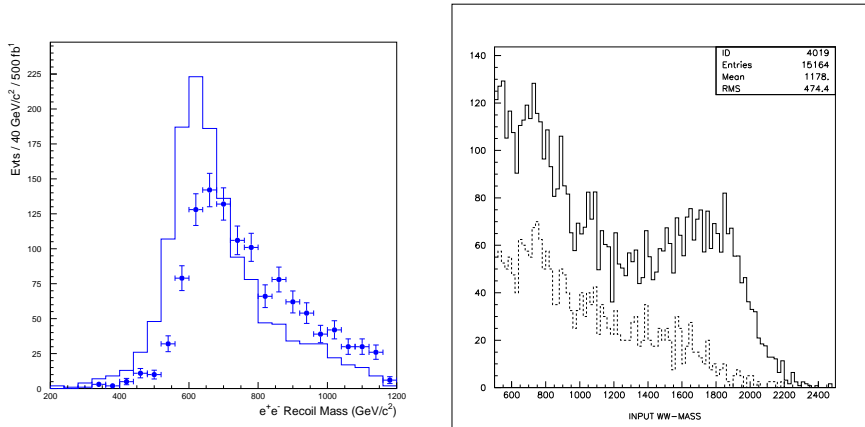 Evts / 40 GeV/c² / 500 fb¹
225
200
175
150
125
100
75
50
25
0
200 400 600 800 1000 1200
e⁺e⁻ Recoil Mass (GeV/c²)
ID 4019
Entries 15164
Mean 1178.
RMS 474.4
140
120
100
80
60
40
20
0
600 800 1000 1200 1400 1600 1800 2000 2200 2400
INPUT WW-MASS